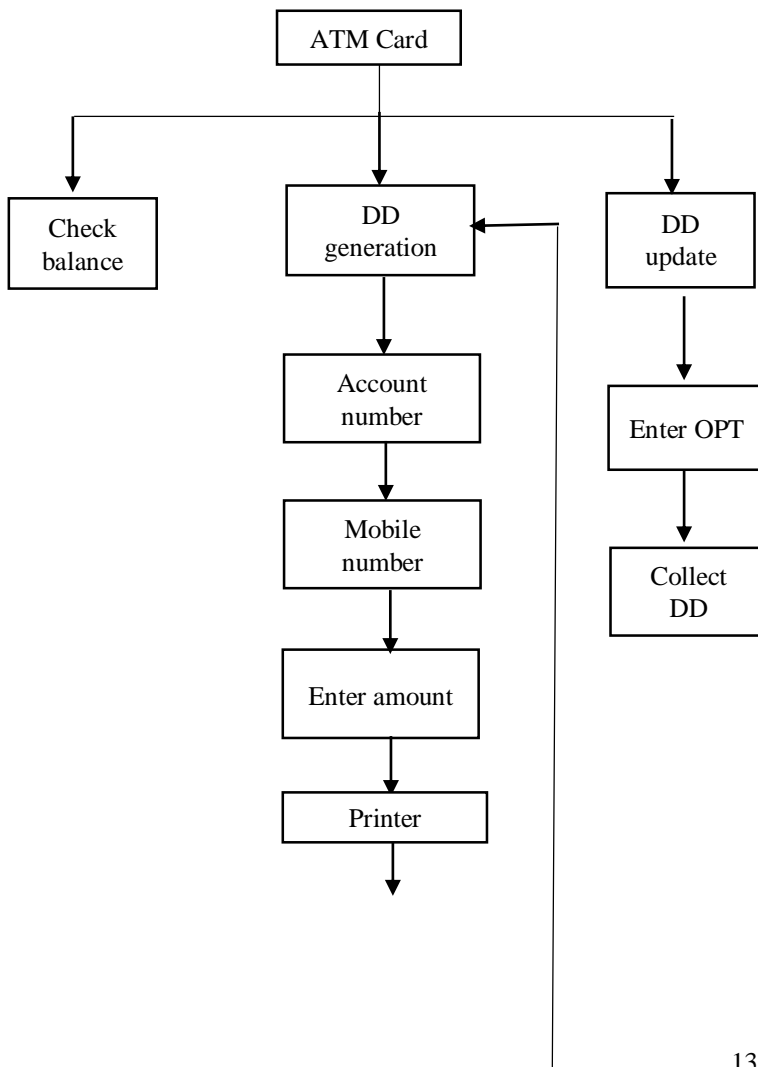 ATM Card
Check
balance
DD
generation
DD
update
Account
number
Enter OPT
Mobile
number
Collect
DD
Enter amount
Printer
13